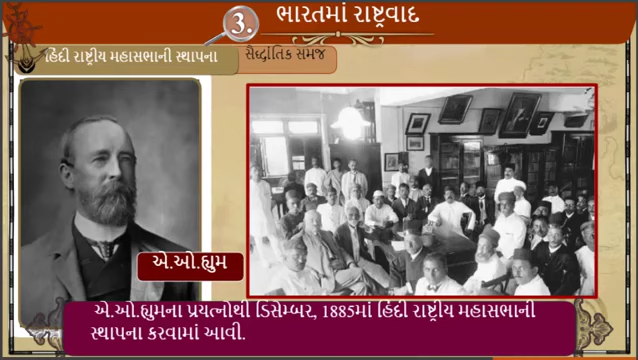 3.
ભારતમાં રાષ્ટ્રવાદ
હિંદી રાષ્ટ્રીય મહાસભાની સ્થાપના
સૈદ્ધાંતિક સમજ
એ.ઓ.હ્યુમ
એ.ઓ.હ્યુમના પ્રયત્નોથી ડિસેમ્બર, 1885માં હિંદી રાષ્ટ્રીય મહાસભાની
સ્થાપના કરવામાં આવી.